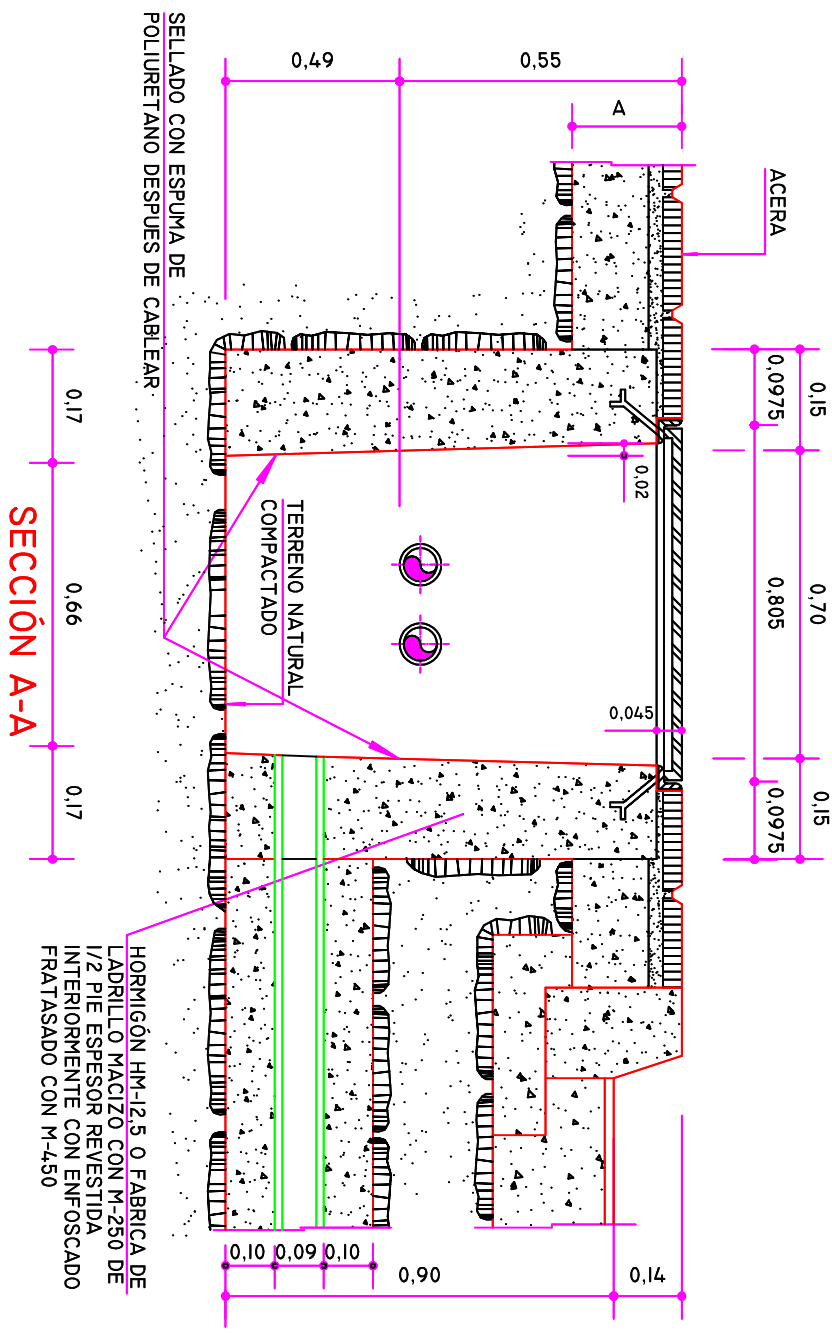 ACERA
0,15
0,70
0,15
0,0975
0,805
0,0975
0,55
0,49
A
0,02
0,045
0,14
0,90
0,10
0,09
0,10
TERRENO NATURAL
COMPACTADO
SELLADO CON ESPUMA DE
POLIURETANO DESPUES DE CABLEAR
HORMIGÓN HM-12,5 O FABRICA DE
LADRILLO MACIZO CON M-250 DE
1/2 PIE ESPESOR REVESTIDA
INTERIORMENTE CON ENFOSCADO
FRATASADO CON M-450
0,17
0,66
0,17
SECCIÓN A-A